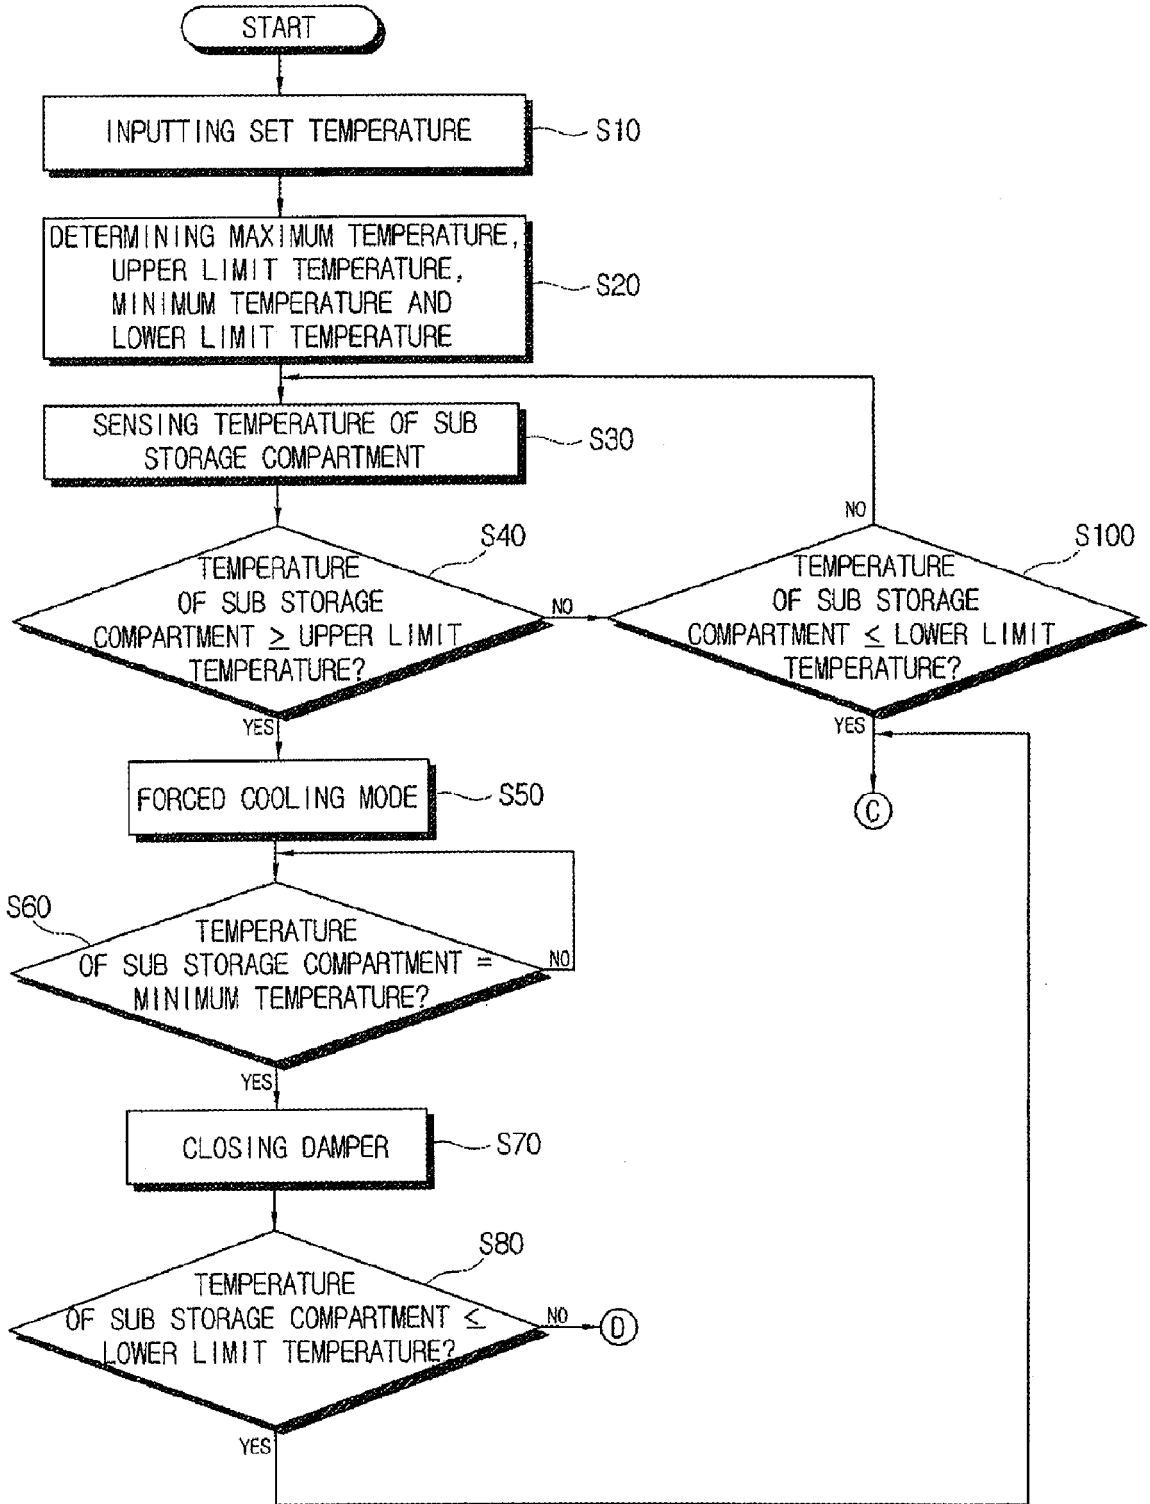 START
INPUTTING SET TEMPERATURE
S10
DETERMINING MAXIMUM TEMPERATURE,
UPPER LIMIT TEMPERATURE,
MINIMUM TEMPERATURE AND
LOWER LIMIT TEMPERATURE
S20
SENSING TEMPERATURE OF SUB
STORAGE COMPARTMENT
S30
TEMPERATURE
OF SUB STORAGE
COMPARTMENT ≥ UPPER LIMIT
TEMPERATURE?
S40
NO
YES
TEMPERATURE
OF SUB STORAGE
COMPARTMENT ≤ LOWER LIMIT
TEMPERATURE?
S100
NO
YES
C
FORCED COOLING MODE
S50
S60
TEMPERATURE
OF SUB STORAGE COMPARTMENT =
MINIMUM TEMPERATURE?
NO
YES
CLOSING DAMPER
S70
S80
TEMPERATURE
OF SUB STORAGE COMPARTMENT ≤
LOWER LIMIT TEMPERATURE?
NO
D
YES